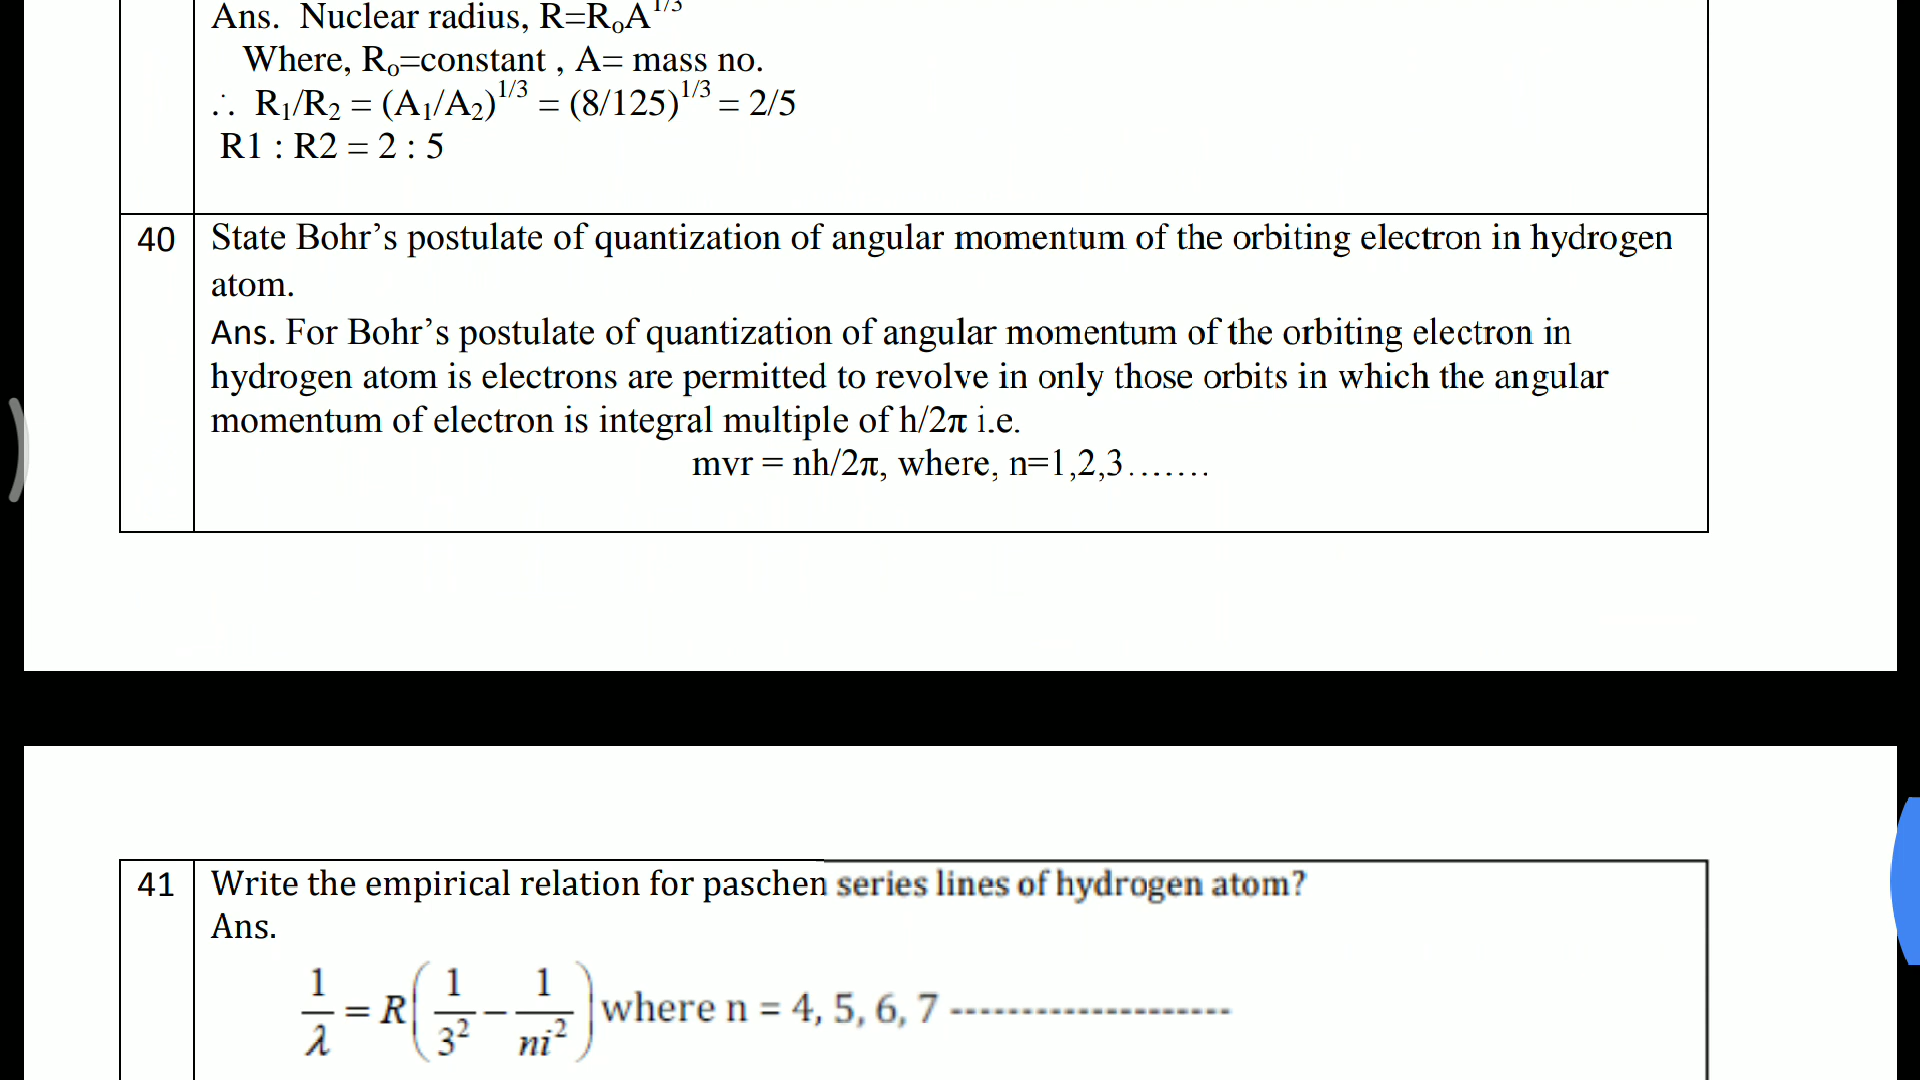 Ans. Nuclear radius, R=RₒA^1/3
Where, Rₒ=constant , A= mass no.
∴ R₁/R₂ = (A₁/A₂)^1/3 = (8/125)^1/3 = 2/5
R1 : R2 = 2 : 5
40
State Bohr’s postulate of quantization of angular momentum of the orbiting electron in hydrogen
atom.
Ans. For Bohr’s postulate of quantization of angular momentum of the orbiting electron in
hydrogen atom is electrons are permitted to revolve in only those orbits in which the angular
momentum of electron is integral multiple of h/2π i.e.
mvr = nh/2π, where, n=1,2,3.......
41
Write the empirical relation for paschen series lines of hydrogen atom?
Ans.
1/λ = R(1/3² − 1/ni²) where n = 4, 5, 6, 7 --------------------